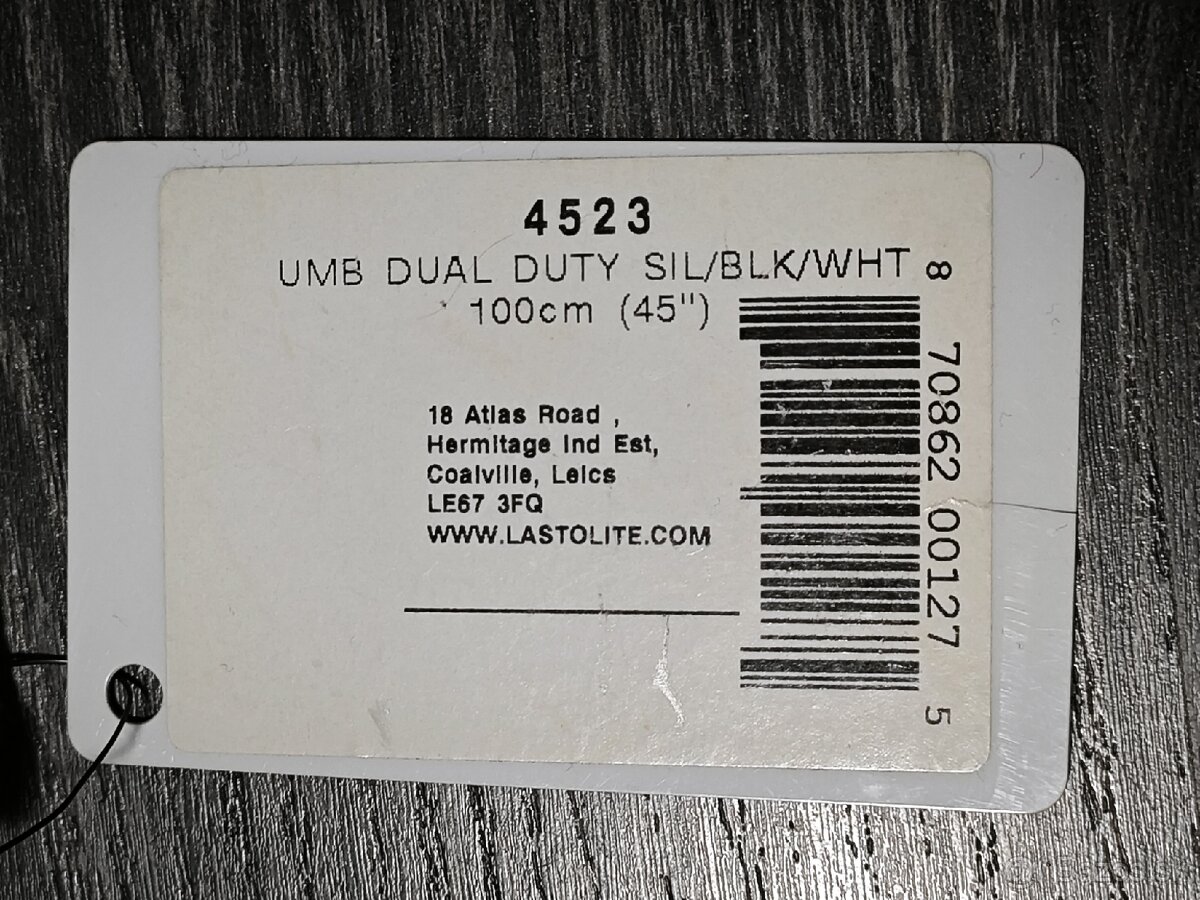 4523
UMB DUAL DUTY SIL/BLK/WHT
100cm (45")
18 Atlas Road ,
Hermitage Ind Est,
Coalville, Leics
LE67 3FQ
WWW.LASTOLITE.COM
8 70862 00127 5